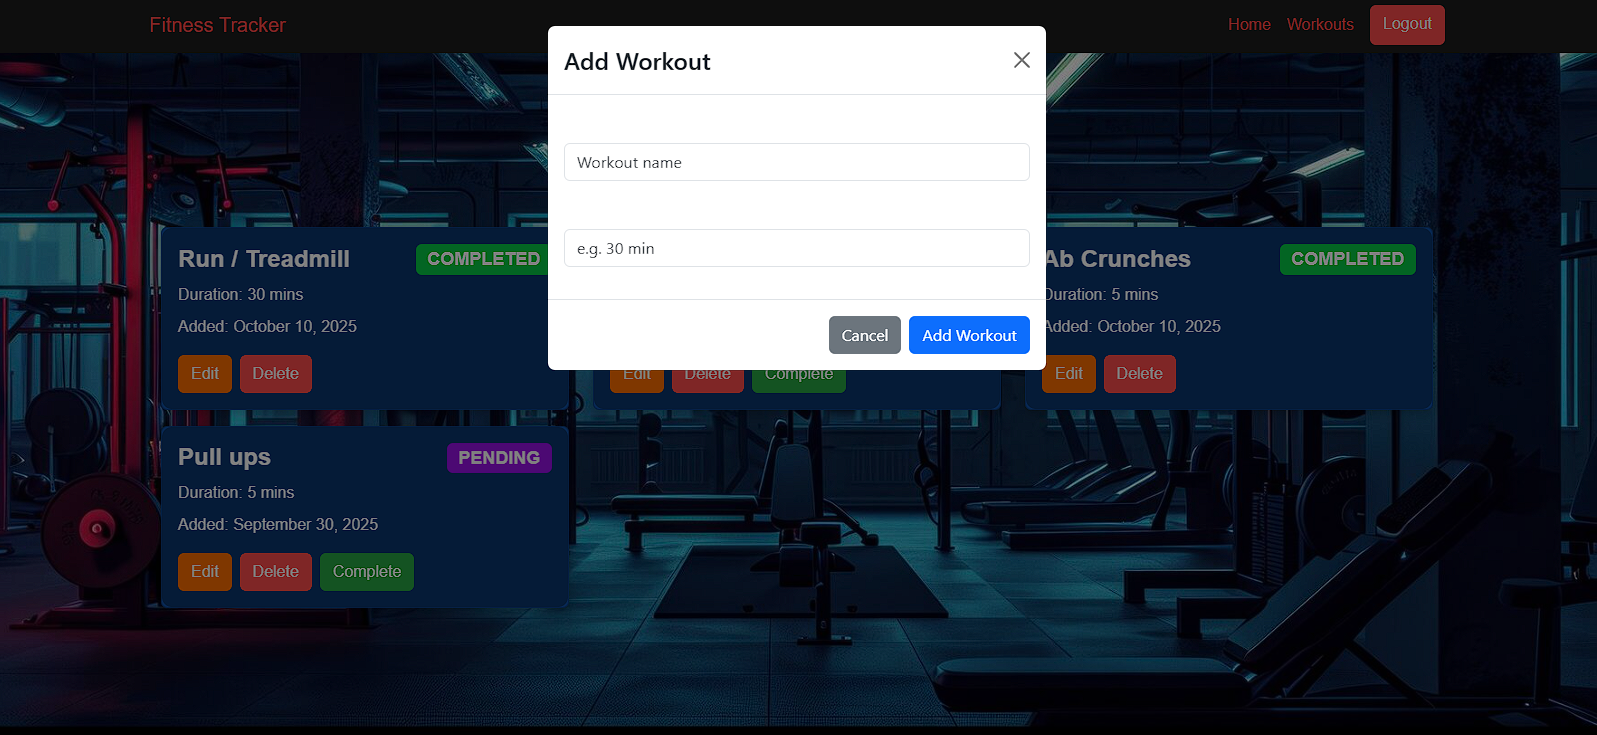 Fitness Tracker
Home Workouts Logout
Add Workout
Workout name
e.g. 30 min
Cancel Add Workout
Run / Treadmill COMPLETED
Duration: 30 mins
Added: October 10, 2025
Edit Delete
Edit Delete Complete
Ab Crunches COMPLETED
Duration: 5 mins
Added: October 10, 2025
Edit Delete
Pull ups PENDING
Duration: 5 mins
Added: September 30, 2025
Edit Delete Complete